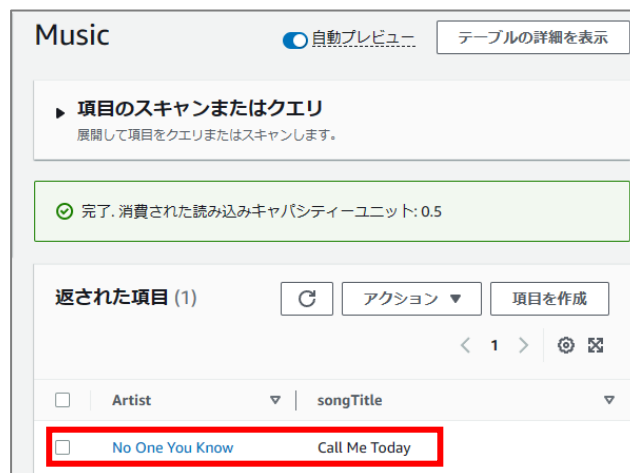 Music
自動プレビュー
テーブルの詳細を表示
項目のスキャンまたはクエリ
展開して項目をクエリまたはスキャンします。
完了. 消費された読み込みキャパシティーユニット: 0.5
返された項目 (1)
アクション
項目を作成
1
Artist songTitle
No One You Know Call Me Today